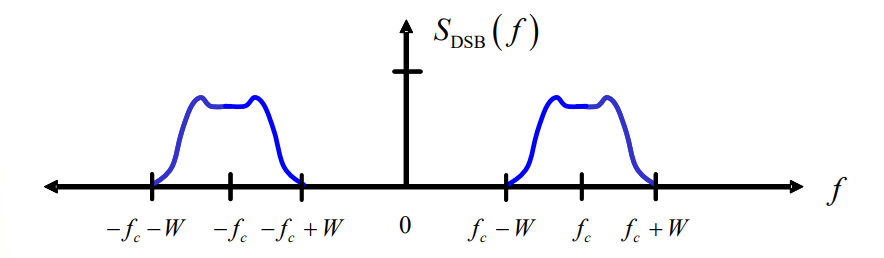 S_DSB(f)
f
-f_c - W -f_c -f_c + W 0 f_c - W f_c f_c + W